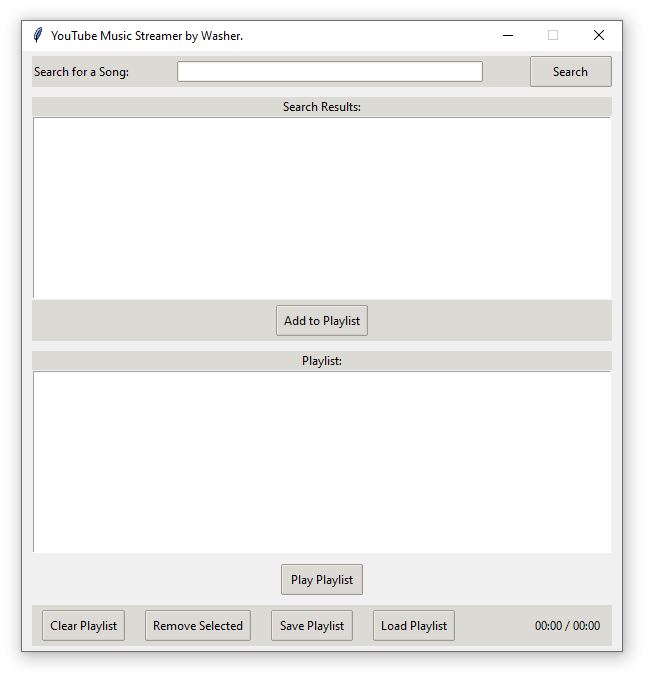 YouTube Music Streamer by Washer.
Search for a Song: Search
Search Results:
Add to Playlist
Playlist:
Play Playlist
Clear Playlist Remove Selected Save Playlist Load Playlist 00:00 / 00:00